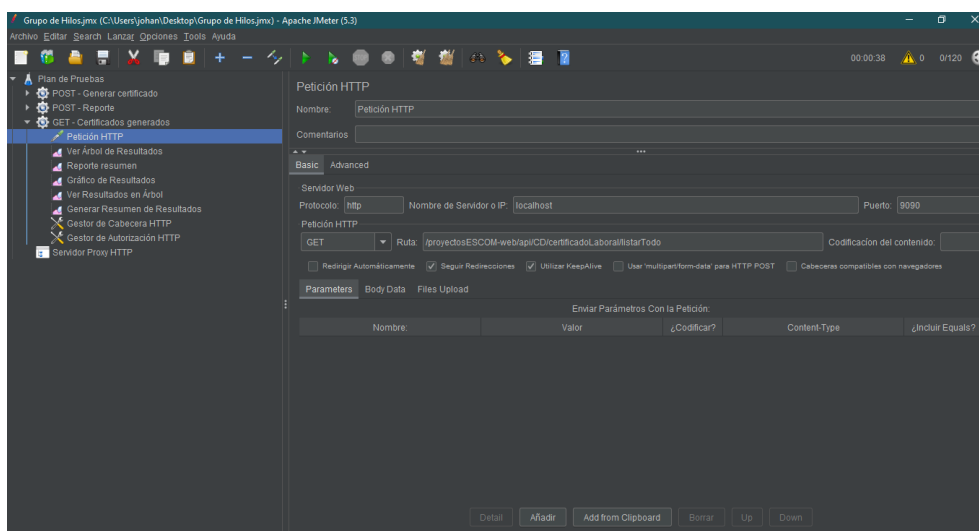 Grupo de Hilos.jmx (C:\Users\johan\Desktop\Grupo de Hilos.jmx) - Apache JMeter (5.3)
Archivo Editar Search Lanzar Opciones Tools Ayuda
00:00:38 0 0/120
Plan de Pruebas
POST - Generar certificado
POST - Reporte
GET - Certificados generados
Petición HTTP
Ver Árbol de Resultados
Reporte resumen
Gráfico de Resultados
Ver Resultados en Árbol
Generar Resumen de Resultados
Gestor de Cabecera HTTP
Gestor de Autorización HTTP
Servidor Proxy HTTP
Petición HTTP
Nombre: Petición HTTP
Comentarios
Basic Advanced
Servidor Web
Protocolo: http Nombre de Servidor o IP: localhost Puerto: 9090
Petición HTTP
GET Ruta: /proyectosESCOM-web/api/CD/certificadoLaboral/listarTodo Codificación del contenido:
Redirigir Automáticamente Seguir Redirecciones Utilizar KeepAlive Usar 'multipart/form-data' para HTTP POST Cabeceras compatibles con navegadores
Parameters Body Data Files Upload
Enviar Parámetros Con la Petición:
Nombre: Valor ¿Codificar? Content-Type ¿Incluir Equals?
Detail Añadir Add from Clipboard Borrar Up Down